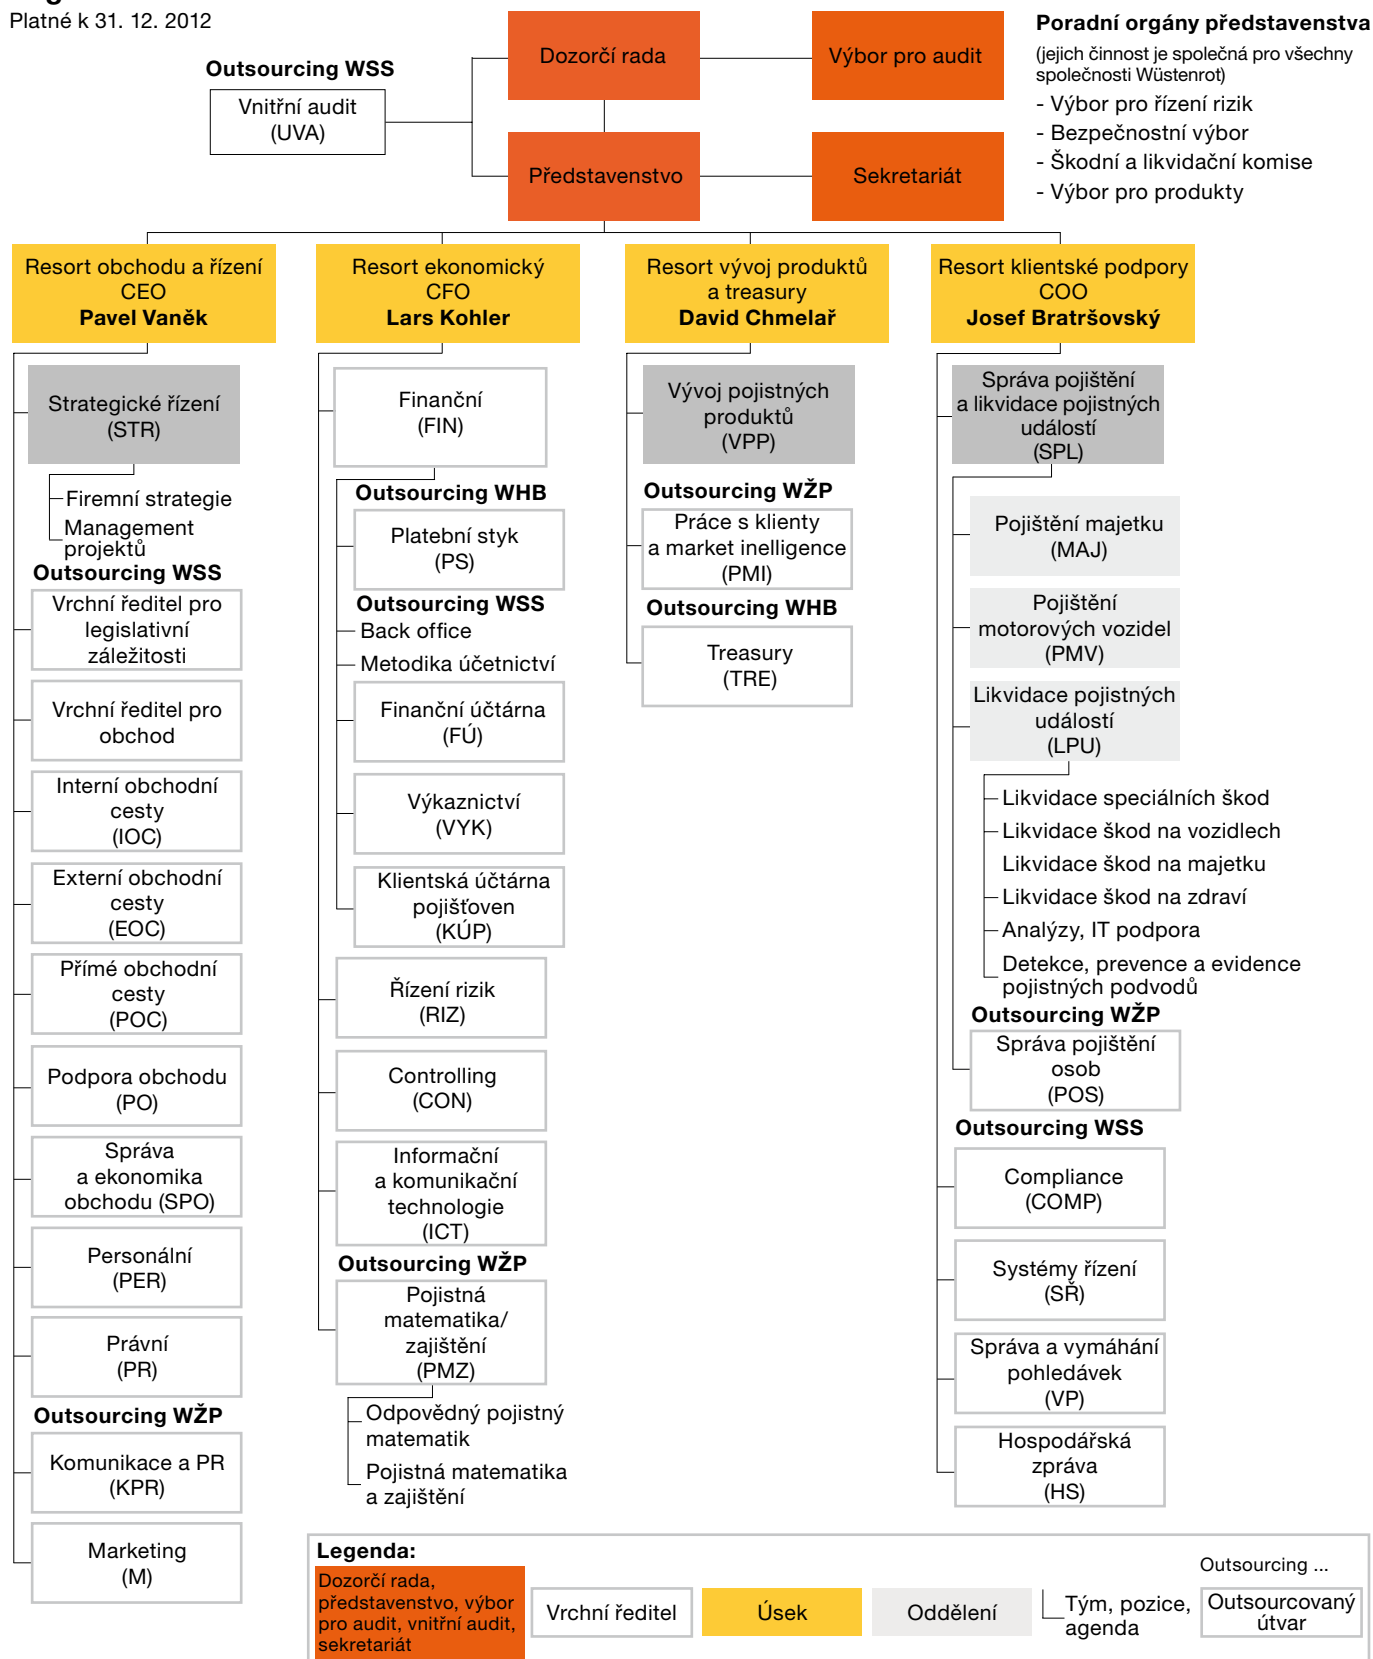 Platné k 31. 12. 2012
Outsourcing WSS
Vnitřní audit
(UVA)
Dozorčí rada
Výbor pro audit
Představenstvo
Sekretariát
Poradní orgány představenstva
(jejich činnost je společná pro všechny
společnosti Wüstenrot)
- Výbor pro řízení rizik
- Bezpečnostní výbor
- Škodní a likvidační komise
- Výbor pro produkty
Resort obchodu a řízení
CEO
Pavel Vaněk
Strategické řízení
(STR)
Firemní strategie
Management
projektů
Outsourcing WSS
Vrchní ředitel pro
legislativní
záležitosti
Vrchní ředitel pro
obchod
Interní obchodní
cesty
(IOC)
Externí obchodní
cesty
(EOC)
Přímé obchodní
cesty
(POC)
Podpora obchodu
(PO)
Správa
a ekonomika
obchodu (SPO)
Personální
(PER)
Právní
(PR)
Outsourcing WŽP
Komunikace a PR
(KPR)
Marketing
(M)
Resort ekonomický
CFO
Lars Kohler
Finanční
(FIN)
Outsourcing WHB
Platební styk
(PS)
Outsourcing WSS
Back office
Metodika účetnictví
Finanční účtárna
(FÚ)
Výkaznictví
(VYK)
Klientská účtárna
pojišťoven
(KÚP)
Řízení rizik
(RIZ)
Controlling
(CON)
Informační
a komunikační
technologie
(ICT)
Outsourcing WŽP
Pojistná
matematika/
zajištění
(PMZ)
Odpovědný pojistný
matematik
Pojistná matematika
a zajištění
Resort vývoj produktů
a treasury
David Chmelař
Vývoj pojistných
produktů
(VPP)
Outsourcing WŽP
Práce s klienty
a market inelligence
(PMI)
Outsourcing WHB
Treasury
(TRE)
Resort klientské podpory
COO
Josef Bratršovský
Správa pojištění
a likvidace pojistných
událostí
(SPL)
Pojištění majetku
(MAJ)
Pojištění
motorových vozidel
(PMV)
Likvidace pojistných
událostí
(LPU)
Likvidace speciálních škod
Likvidace škod na vozidlech
Likvidace škod na majetku
Likvidace škod na zdraví
Analýzy, IT podpora
Detekce, prevence a evidence
pojistných podvodů
Outsourcing WŽP
Správa pojištění
osob
(POS)
Outsourcing WSS
Compliance
(COMP)
Systémy řízení
(SŘ)
Správa a vymáhání
pohledávek
(VP)
Hospodářská
zpráva
(HS)
Legenda:
Dozorčí rada,
představenstvo, výbor
pro audit, vnitřní audit,
sekretariát
Vrchní ředitel
Úsek
Oddělení
Tým, pozice,
agenda
Outsourcing ...
Outsourcovaný
útvar